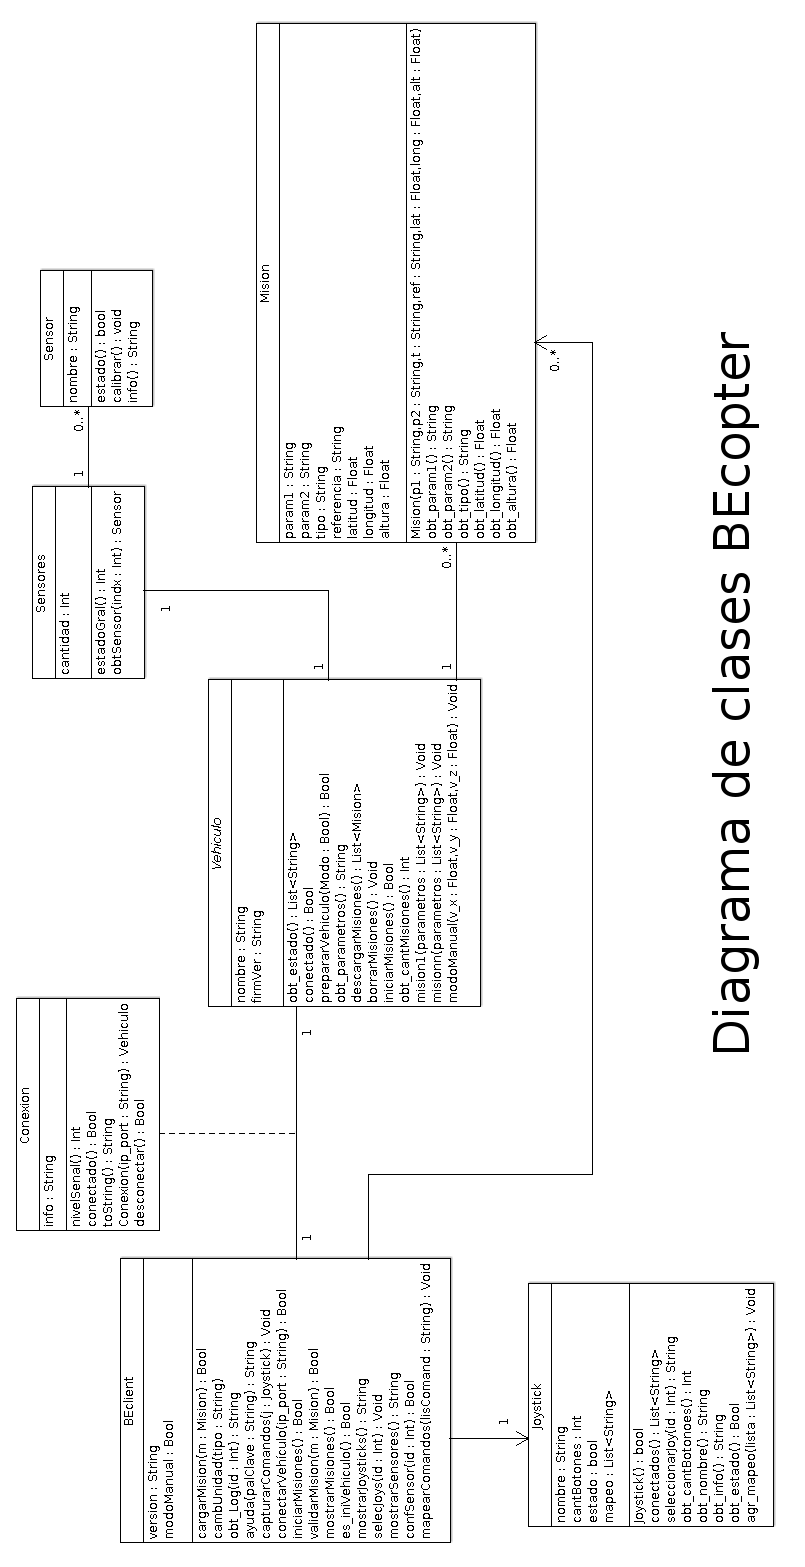 BEclient
version : String
modoManual : Bool
cargarMision(m : Mision) : Bool
cambUnidad(tipo : String)
obt_Log(id : Int) : String
ayuda(palClave : String) : String
capturarComandos(j : Joystick) : Void
conectarVehiculo(ip_port : String) : Bool
iniciarMisiones() : Bool
validarMision(m : Mision) : Bool
mostrarMisiones() : Bool
es_iniVehiculo() : Bool
mostrarJoysticks() : String
selecJoys(id : Int) : Void
mostrarSensores() : String
confSensor(id : Int) : Bool
mapearComandos(lisComand : String) : Void
1
1
1
Joystick
nombre : String
cantBotones : Int
estado : bool
mapeo : List<String>
Joystick() : bool
conectados() : List<String>
seleccionarJoy(id : Int) : String
obt_cantBotonoes() : Int
obt_nombre() : String
obt_info() : String
obt_estado() : Bool
agr_mapeo(lista : List<String>) : Void
Conexion
info : String
nivelSenal() : Int
conectado() : Bool
toString() : String
Conexion(ip_port : String) : Vehiculo
desconectar() : Bool
Vehiculo
nombre : String
firmVer : String
obt_estado() : List<String>
conectado() : Bool
prepararVehiculo(Modo : Bool) : Bool
obt_parametros() : String
descargarMisiones() : List<Mision>
borrarMisiones() : Void
iniciarMisiones() : Bool
obt_cantMisiones() : Int
mision1(parametros : List<String>) : Void
misionn(parametros : List<String>) : Void
modoManual(v_x : Float,v_y : Float,v_z : Float) : Void
1
1
1
0..*
Sensores
cantidad : Int
estadoGral() : Int
obtSensor(indx : Int) : Sensor
1
0..*
Sensor
nombre : String
estado() : bool
calibrar() : void
info() : String
Mision
param1 : String
param2 : String
tipo : String
referencia : String
latitud : Float
longitud : Float
altura : Float
Mision(p1 : String,p2 : String,t : String,ref : String,lat : Float,long : Float,alt : Float)
obt_param1() : String
obt_param2() : String
obt_tipo() : String
obt_latitud() : Float
obt_longitud() : Float
obt_altura() : Float
0..*
Diagrama de clases BEcopter